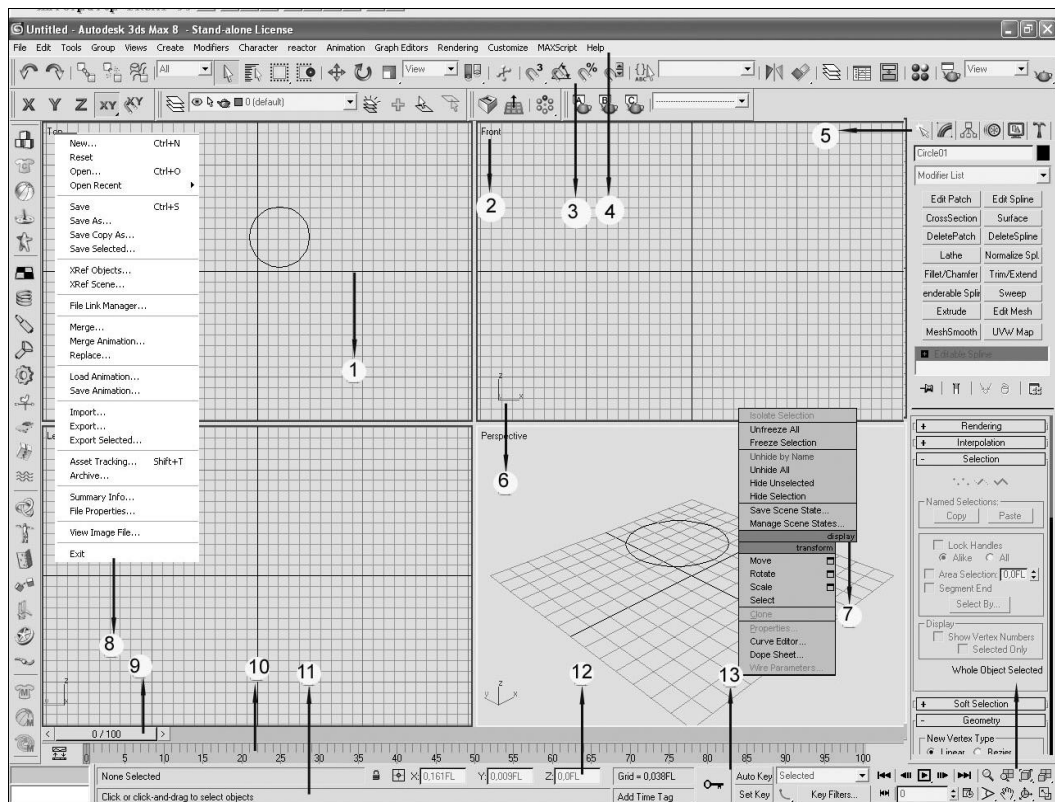 Untitled - Autodesk 3ds Max 8 - Stand-alone License
File Edit Tools Group Views Create Modifiers Character reactor Animation Graph Editors Rendering Customize MAXScript Help
All
View
3
%
ABC
View
X Y Z XY XY
0 (default)
A B C
Top
Front
5
Circle01
Modifier List
Edit Patch Edit Spline
CrossSection Surface
DeletePatch DeleteSpline
Lathe Normalize Spl.
Fillet/Chamfer Trim/Extend
enderable Splin Sweep
Extrude Edit Mesh
MeshSmooth UVW Map
Editable Spline
New... Ctrl+N
Reset
Open... Ctrl+O
Open Recent
Save Ctrl+S
Save As...
Save Copy As...
Save Selected...
XRef Objects...
XRef Scene...
File Link Manager...
Merge...
Merge Animation...
Replace...
Load Animation...
Save Animation...
Import...
Export...
Export Selected...
Asset Tracking... Shift+T
Archive...
Summary Info...
File Properties...
View Image File...
Exit
2
3
4
1
z
x
6
Le
Perspective
Isolate Selection
Unfreeze All
Freeze Selection
Unhide by Name
Unhide All
Hide Unselected
Hide Selection
Save Scene State...
Manage Scene States...
display
transform
Move
Rotate
Scale
Select
Clone
Properties...
Curve Editor...
Dope Sheet...
Wire Parameters...
7
+ Rendering
+ Interpolation
- Selection
Named Selections:
Copy Paste
Lock Handles
Alike All
Area Selection: 0,0FL
Segment End
Select By...
Display
Show Vertex Numbers
Selected Only
Whole Object Selected
+ Soft Selection
- Geometry
New Vertex Type
Linear Bezier
8
9
10
11
12
13
z
z
y x
< 0 / 100 >
0 5 10 15 20 25 30 35 40 45 50 55 60 65 70 75 80 85 90 95 100
None Selected
X: 0,161FL Y: 0,009FL Z: 0,0FL
Grid = 0,038FL
Auto Key Selected
Click or click-and-drag to select objects
Add Time Tag
Set Key Key Filters...
0